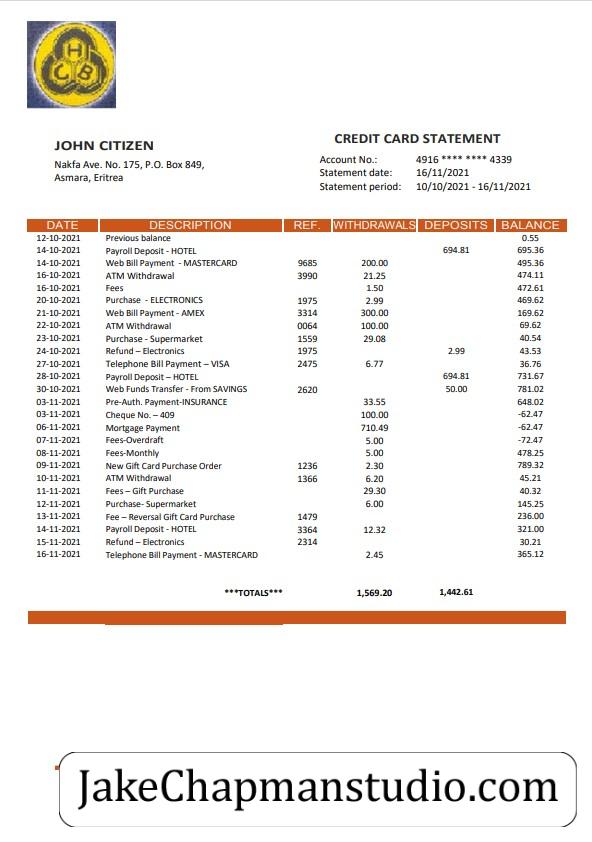 H
C B
JOHN CITIZEN
Nakfa Ave. No. 175, P.O. Box 849,
Asmara, Eritrea
CREDIT CARD STATEMENT
Account No.: 4916 **** **** 4339
Statement date: 16/11/2021
Statement period: 10/10/2021 - 16/11/2021
DATE DESCRIPTION REF. WITHDRAWALS DEPOSITS BALANCE
12-10-2021 Previous balance 0.55
14-10-2021 Payroll Deposit - HOTEL 694.81 695.36
14-10-2021 Web Bill Payment - MASTERCARD 9685 200.00 495.36
16-10-2021 ATM Withdrawal 3990 21.25 474.11
16-10-2021 Fees 1.50 472.61
20-10-2021 Purchase - ELECTRONICS 1975 2.99 469.62
21-10-2021 Web Bill Payment - AMEX 3314 300.00 169.62
22-10-2021 ATM Withdrawal 0064 100.00 69.62
23-10-2021 Purchase - Supermarket 1559 29.08 40.54
24-10-2021 Refund – Electronics 1975 2.99 43.53
27-10-2021 Telephone Bill Payment – VISA 2475 6.77 36.76
28-10-2021 Payroll Deposit – HOTEL 694.81 731.67
30-10-2021 Web Funds Transfer - From SAVINGS 2620 50.00 781.02
03-11-2021 Pre-Auth. Payment-INSURANCE 33.55 648.02
03-11-2021 Cheque No. – 409 100.00 -62.47
06-11-2021 Mortgage Payment 710.49 -62.47
07-11-2021 Fees-Overdraft 5.00 -72.47
08-11-2021 Fees-Monthly 5.00 478.25
09-11-2021 New Gift Card Purchase Order 1236 2.30 789.32
10-11-2021 ATM Withdrawal 1366 6.20 45.21
11-11-2021 Fees – Gift Purchase 29.30 40.32
12-11-2021 Purchase- Supermarket 6.00 145.25
13-11-2021 Fee – Reversal Gift Card Purchase 1479 236.00
14-11-2021 Payroll Deposit - HOTEL 3364 12.32 321.00
15-11-2021 Refund – Electronics 2314 30.21
16-11-2021 Telephone Bill Payment - MASTERCARD 2.45 365.12
***TOTALS*** 1,569.20 1,442.61
JakeChapmanstudio.com